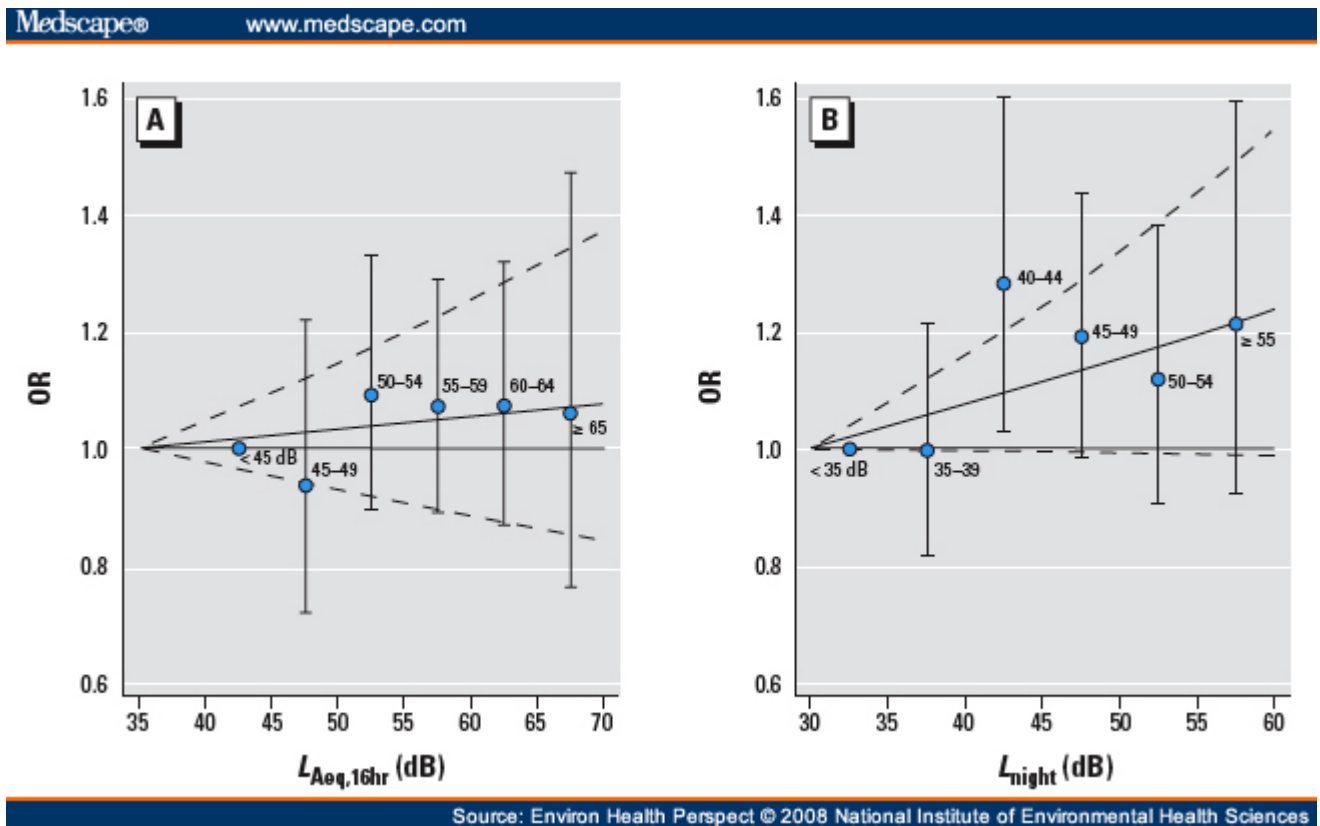 Medscape® www.medscape.com
A
OR
1.6
1.4
1.2
1.0
0.8
0.6
< 45 dB
45–49
50–54
55–59
60–64
≥ 65
35 40 45 50 55 60 65 70
LAeq,16hr (dB)
B
OR
1.6
1.4
1.2
1.0
0.8
0.6
< 35 dB
35–39
40–44
45–49
50–54
≥ 55
30 35 40 45 50 55 60
Lnight (dB)
Source: Environ Health Perspect © 2008 National Institute of Environmental Health Sciences